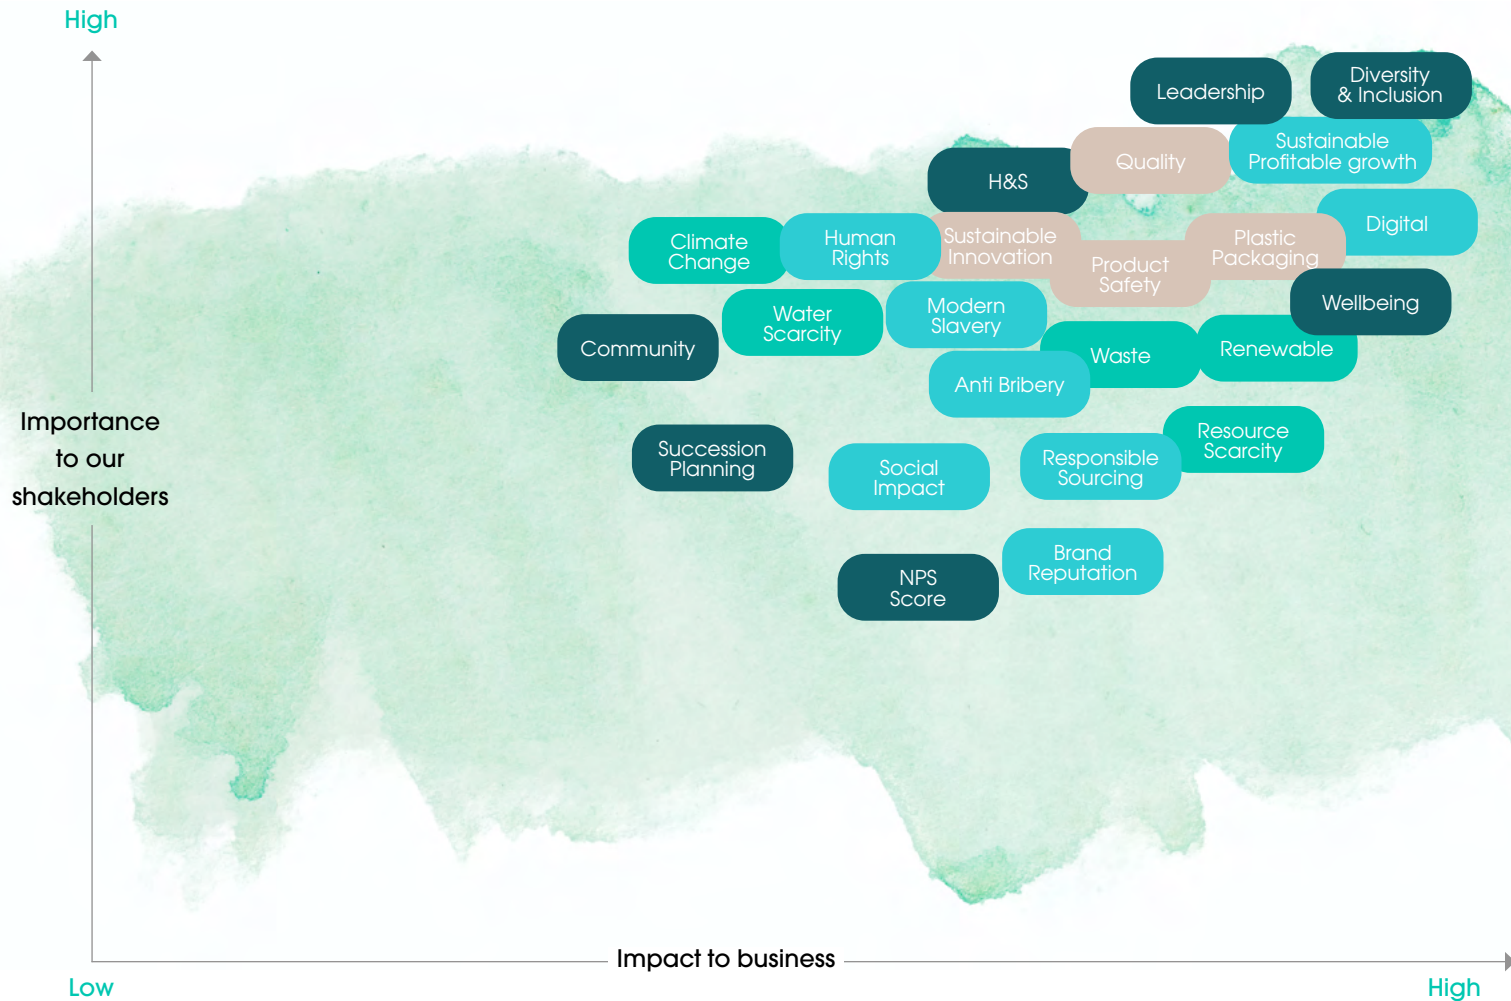 High
Leadership
Diversity
& Inclusion
Sustainable
Profitable growth
Quality
H&S
Digital
Climate
Change
Human
Rights
Sustainable
Innovation
Product
Safety
Plastic
Packaging
Wellbeing
Water
Scarcity
Modern
Slavery
Community
Waste
Renewable
Anti Bribery
Importance
to our
shakeholders
Succession
Planning
Social
Impact
Responsible
Sourcing
Resource
Scarcity
NPS
Score
Brand
Reputation
Impact to business
Low
High